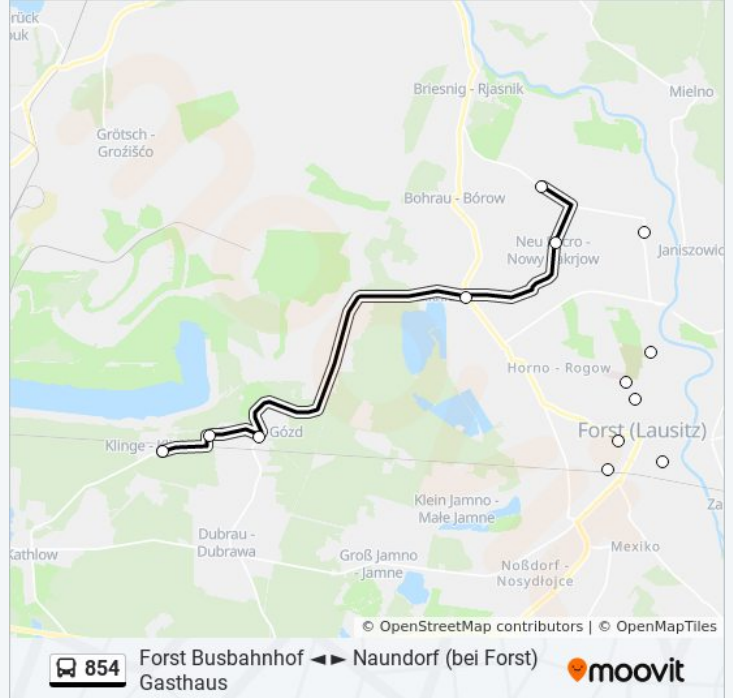 rück
ouk
Briesnig - Rjasnik
Mielno
Grötsch -
Groźišćo
Bohrau - Bórow
Neu
Nowy
Janiszowic
Horno - Rogow
Forst (Lausitz)
Klinge -
Gózd
Klein Jamno -
Małe Jamne
Za
Dubrau -
Dubrawa
Kathlow
Groß Jamno
- Jamne
Mexiko
Noßdorf -
Nosydłojce
© OpenStreetMap contributors | © OpenMapTiles
854
Forst Busbahnhof ◄► Naundorf (bei Forst)
Gasthaus
moovit